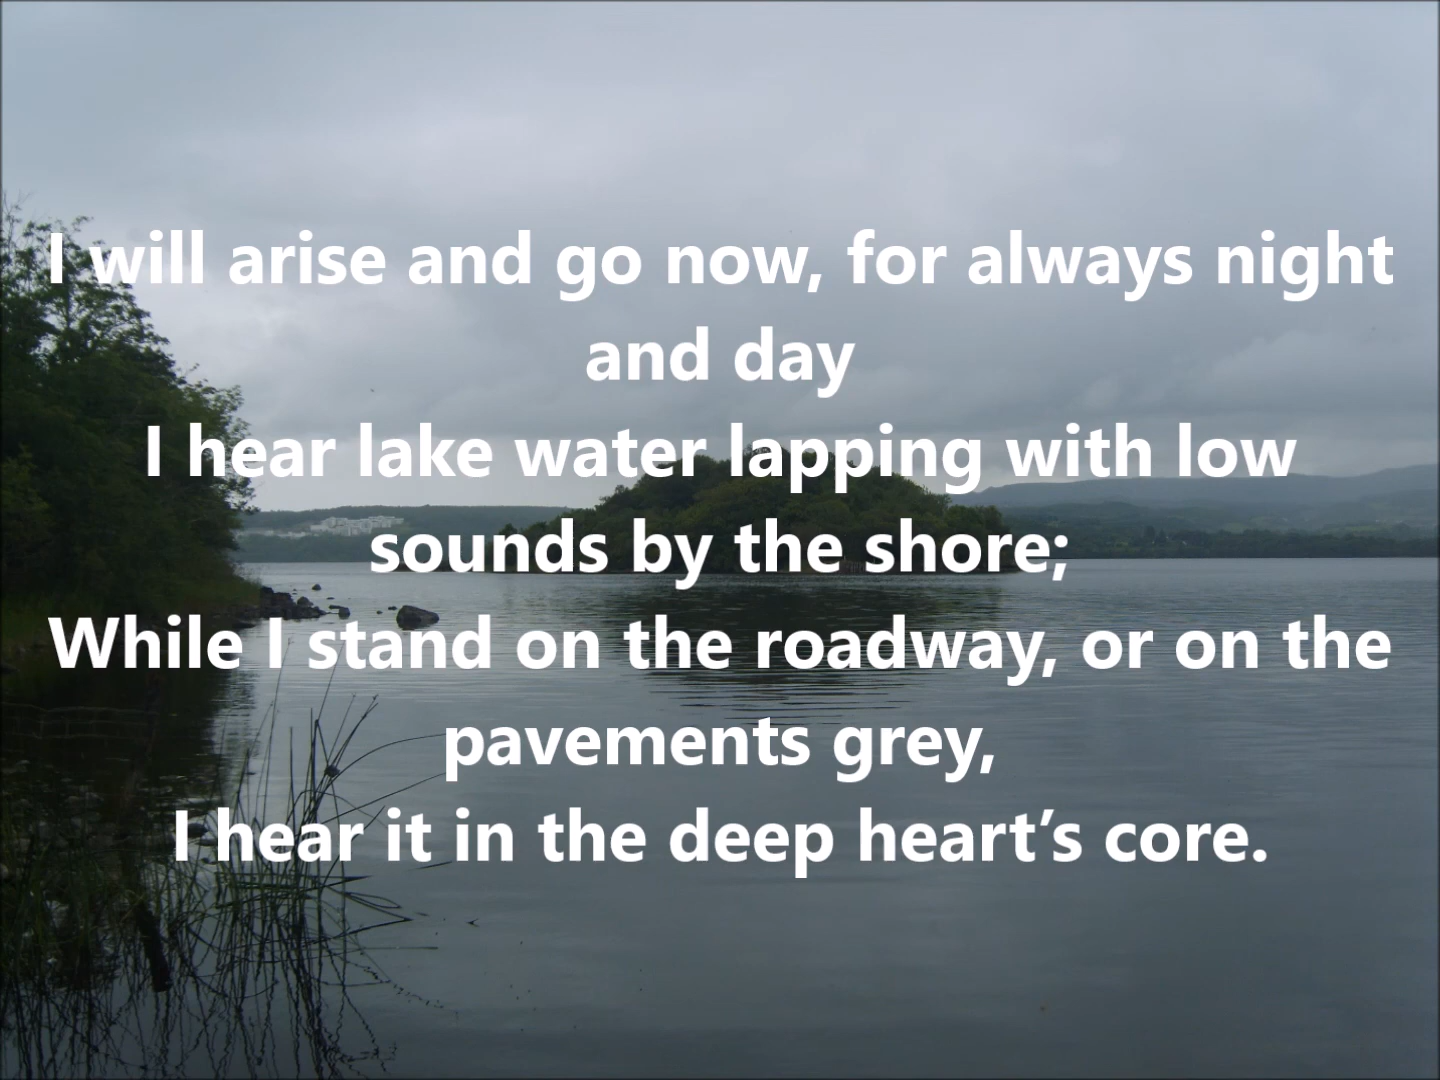 I will arise and go now, for always night
and day
I hear lake water lapping with low
sounds by the shore;
While I stand on the roadway, or on the
pavements grey,
I hear it in the deep heart’s core.